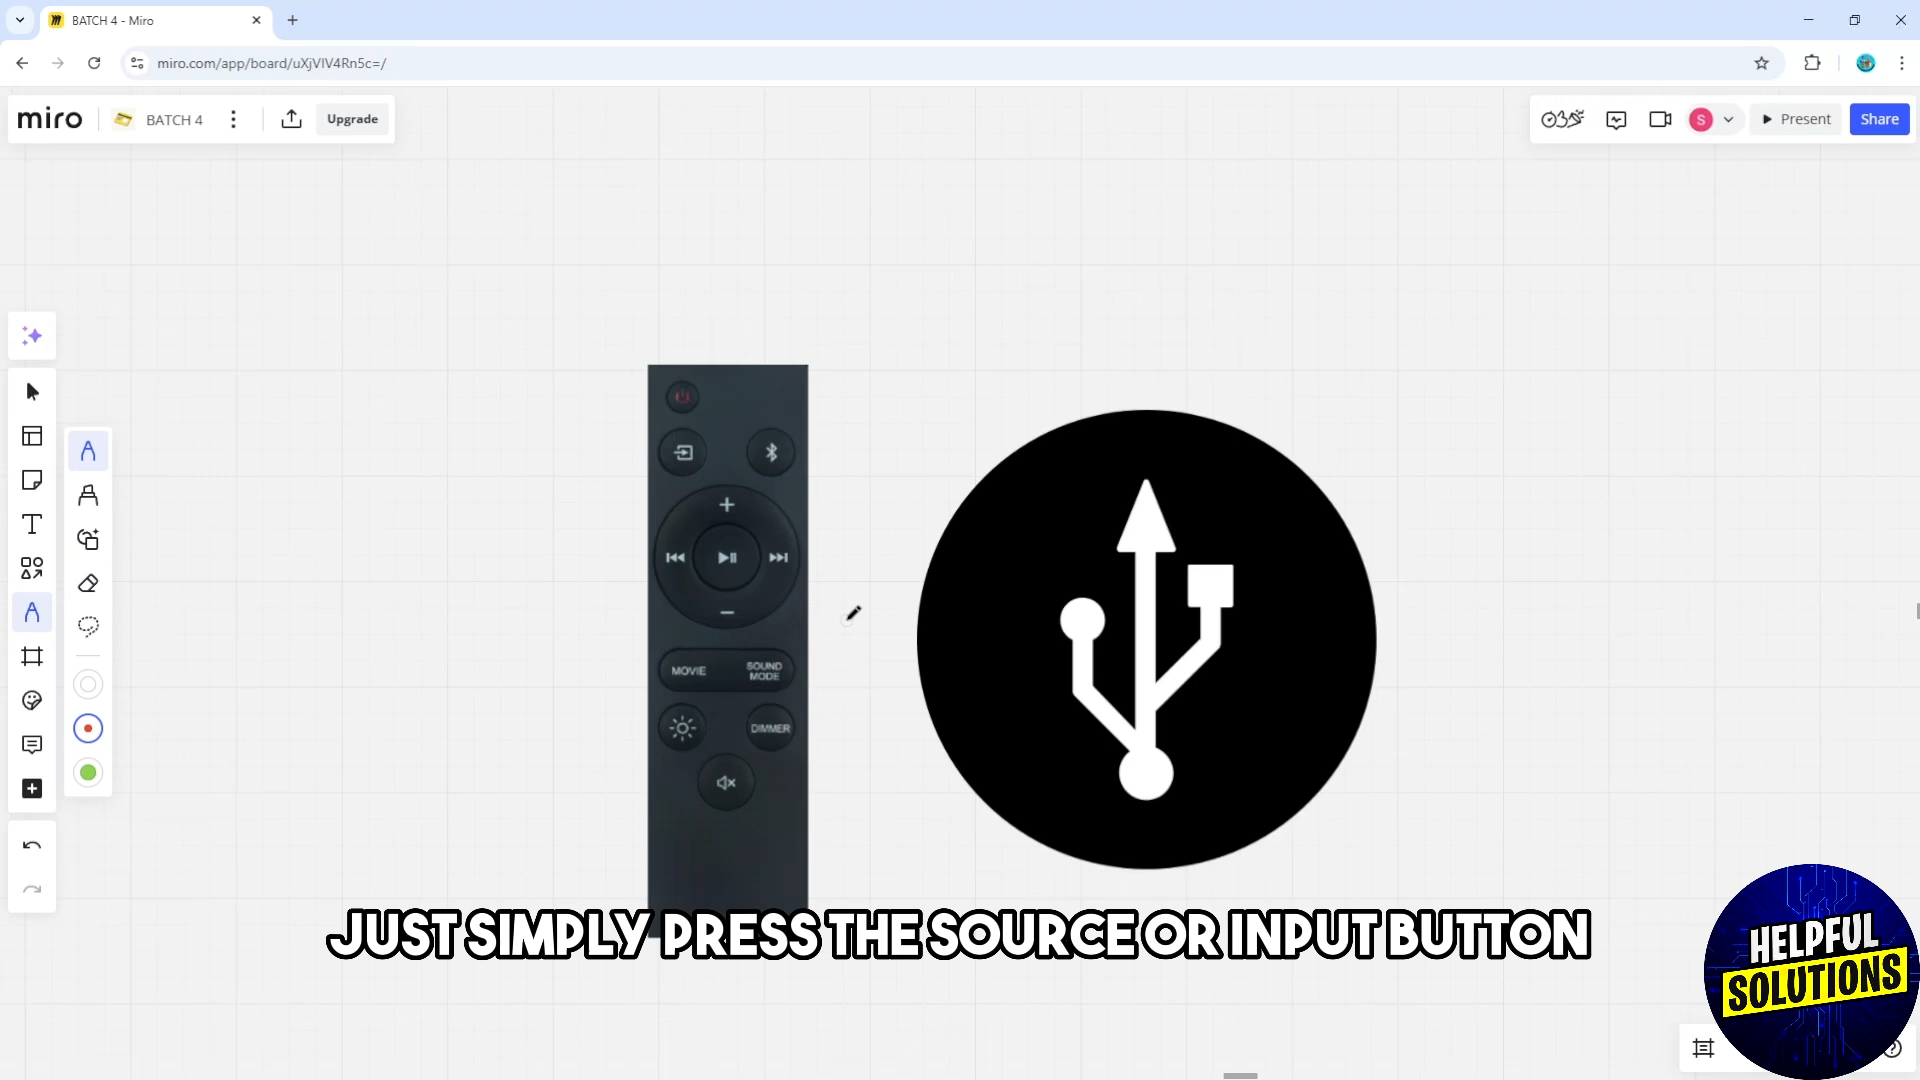 BATCH 4 - Miro
miro.com/app/board/uXjVIV4Rn5c=/
miro
BATCH 4
Upgrade
S
Present
Share
MOVIE
SOUND
MODE
DIMMER
JUST SIMPLY PRESS THE SOURCE OR INPUT BUTTON
HELPFUL
SOLUTIONS